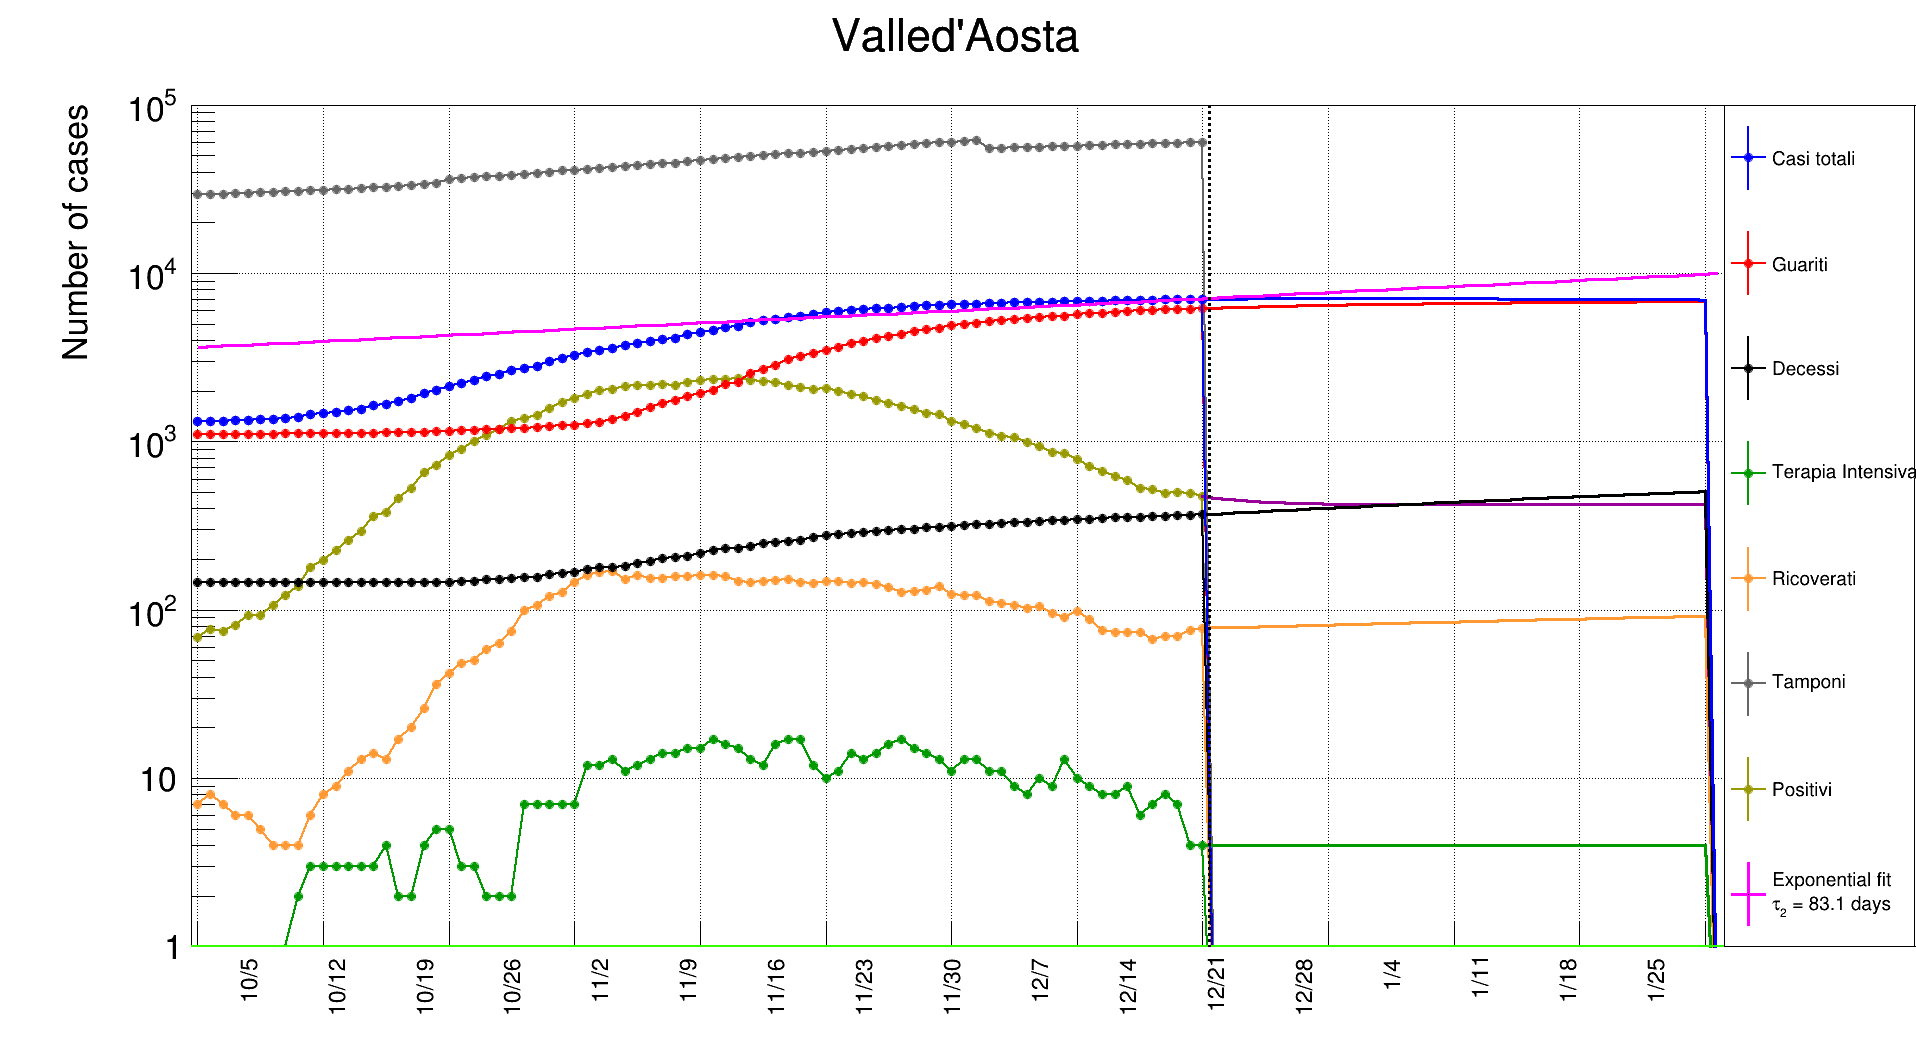 Valled'Aosta
Number of cases
10^5
10^4
10^3
10^2
10
1
10/5
10/12
10/19
10/26
11/2
11/9
11/16
11/23
11/30
12/7
12/14
12/21
12/28
1/4
1/11
1/18
1/25
Casi totali
Guariti
Decessi
Terapia Intensiva
Ricoverati
Tamponi
Positivi
Exponential fit
τ₂ = 83.1 days